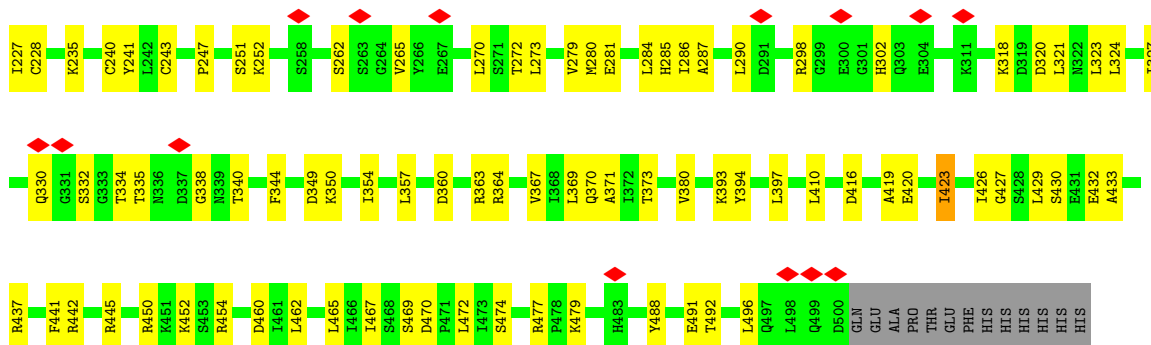 I227 C228 K235 C240 Y241 L242 C243 P247 S251 K252 S258 S262 S263 G264 V265 Y266 E267 L270 S271 T272 L273 V279 M280 E281 L284 H285 I286 A287 L290 D291 R298 G299 E300 G301 H302 Q303 E304 K311 K318 D319 D320 L321 N322 L323 L324
Q330 G331 S332 G333 T334 T335 N336 D337 G338 N339 T340 F344 D349 K350 I354 L357 D360 R363 R364 V367 I368 L369 Q370 A371 I372 T373 V380 K393 Y394 L397 L410 D416 A419 E420 I423 I426 G427 S428 L429 S430 E431 E432 A433
R437 F441 R442 R445 R450 K451 K452 S453 R454 D460 I461 L462 L465 I466 I467 S468 S469 D470 P471 L472 I473 S474 R477 P478 K479 H483 Y488 E491 T492 L496 Q497 L498 Q499 D500 GLN GLU ALA PRO THR GLU PHE HIS HIS HIS HIS HIS HIS